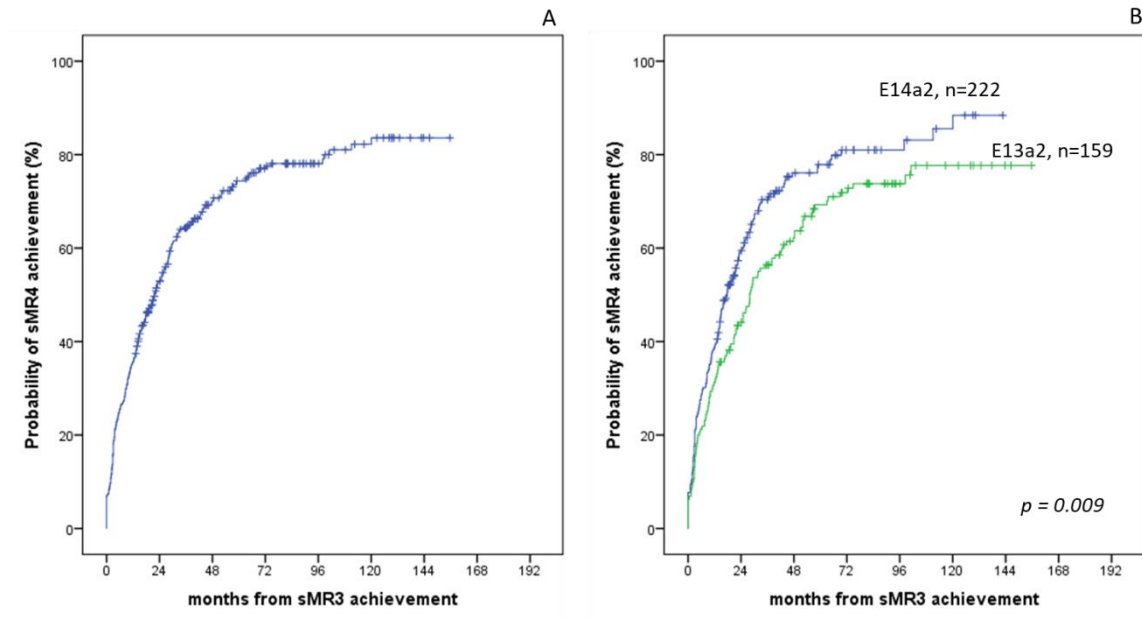 A
Probability of sMR4 achievement (%)
100
80
60
40
20
0
0 24 48 72 96 120 144 168 192
months from sMR3 achievement
B
Probability of sMR4 achievement (%)
100
80
60
40
20
0
E14a2, n=222
E13a2, n=159
p = 0.009
0 24 48 72 96 120 144 168 192
months from sMR3 achievement